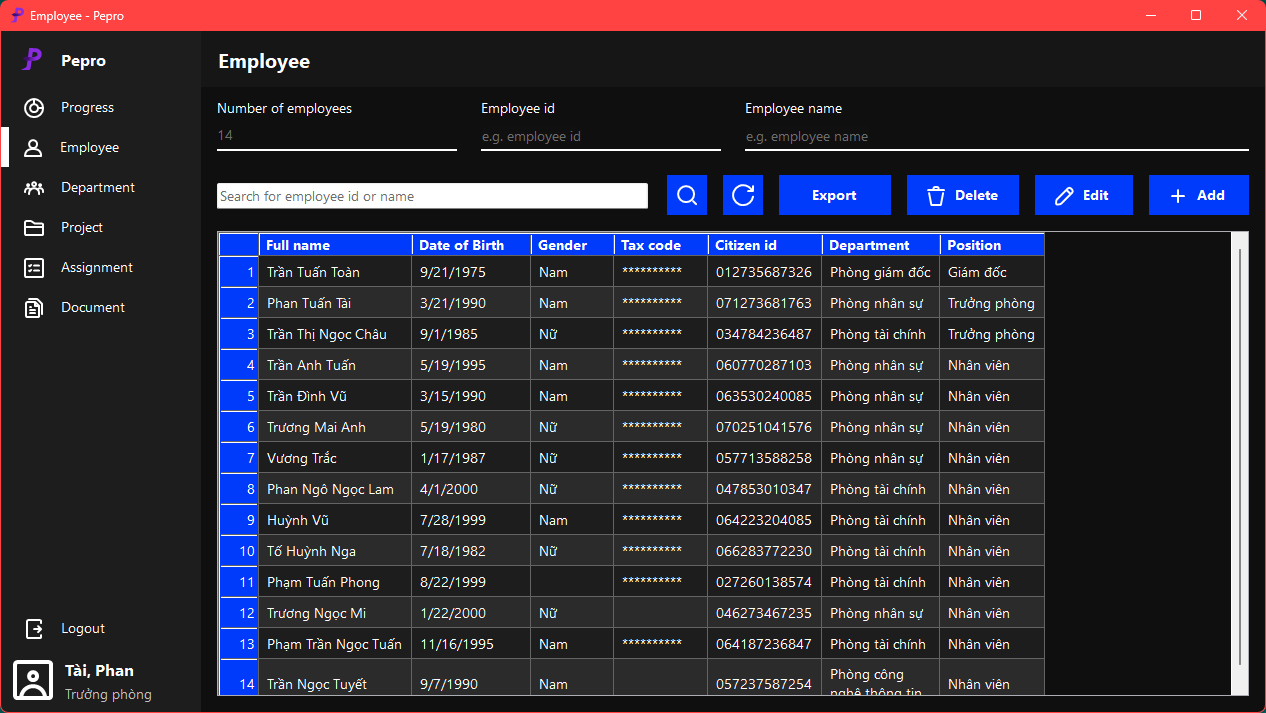 Employee - Pepro
Pepro
Progress
Employee
Department
Project
Assignment
Document
Logout
Tài, Phan
Trưởng phòng
Employee
Number of employees
14
Employee id
e.g. employee id
Employee name
e.g. employee name
Search for employee id or name
Export
Delete
Edit
Add
Full name Date of Birth Gender Tax code Citizen id Department Position
1 Trần Tuấn Toàn 9/21/1975 Nam ********** 012735687326 Phòng giám đốc Giám đốc
2 Phan Tuấn Tài 3/21/1990 Nam ********** 071273681763 Phòng nhân sự Trưởng phòng
3 Trần Thị Ngọc Châu 9/1/1985 Nữ ********** 034784236487 Phòng tài chính Trưởng phòng
4 Trần Anh Tuấn 5/19/1995 Nam ********** 060770287103 Phòng nhân sự Nhân viên
5 Trần Đình Vũ 3/15/1990 Nam ********** 063530240085 Phòng nhân sự Nhân viên
6 Trương Mai Anh 5/19/1980 Nữ ********** 070251041576 Phòng nhân sự Nhân viên
7 Vương Trắc 1/17/1987 Nữ ********** 057713588258 Phòng nhân sự Nhân viên
8 Phan Ngô Ngọc Lam 4/1/2000 Nữ ********** 047853010347 Phòng tài chính Nhân viên
9 Huỳnh Vũ 7/28/1999 Nam ********** 064223204085 Phòng tài chính Nhân viên
10 Tố Huỳnh Nga 7/18/1982 Nữ ********** 066283772230 Phòng tài chính Nhân viên
11 Phạm Tuấn Phong 8/22/1999 ********** 027260138574 Phòng tài chính Nhân viên
12 Trương Ngọc Mi 1/22/2000 Nữ 046273467235 Phòng nhân sự Nhân viên
13 Phạm Trần Ngọc Tuấn 11/16/1995 Nam ********** 064187236847 Phòng tài chính Nhân viên
14 Trần Ngọc Tuyết 9/7/1990 Nam 057237587254 Phòng công nghệ thông tin Nhân viên